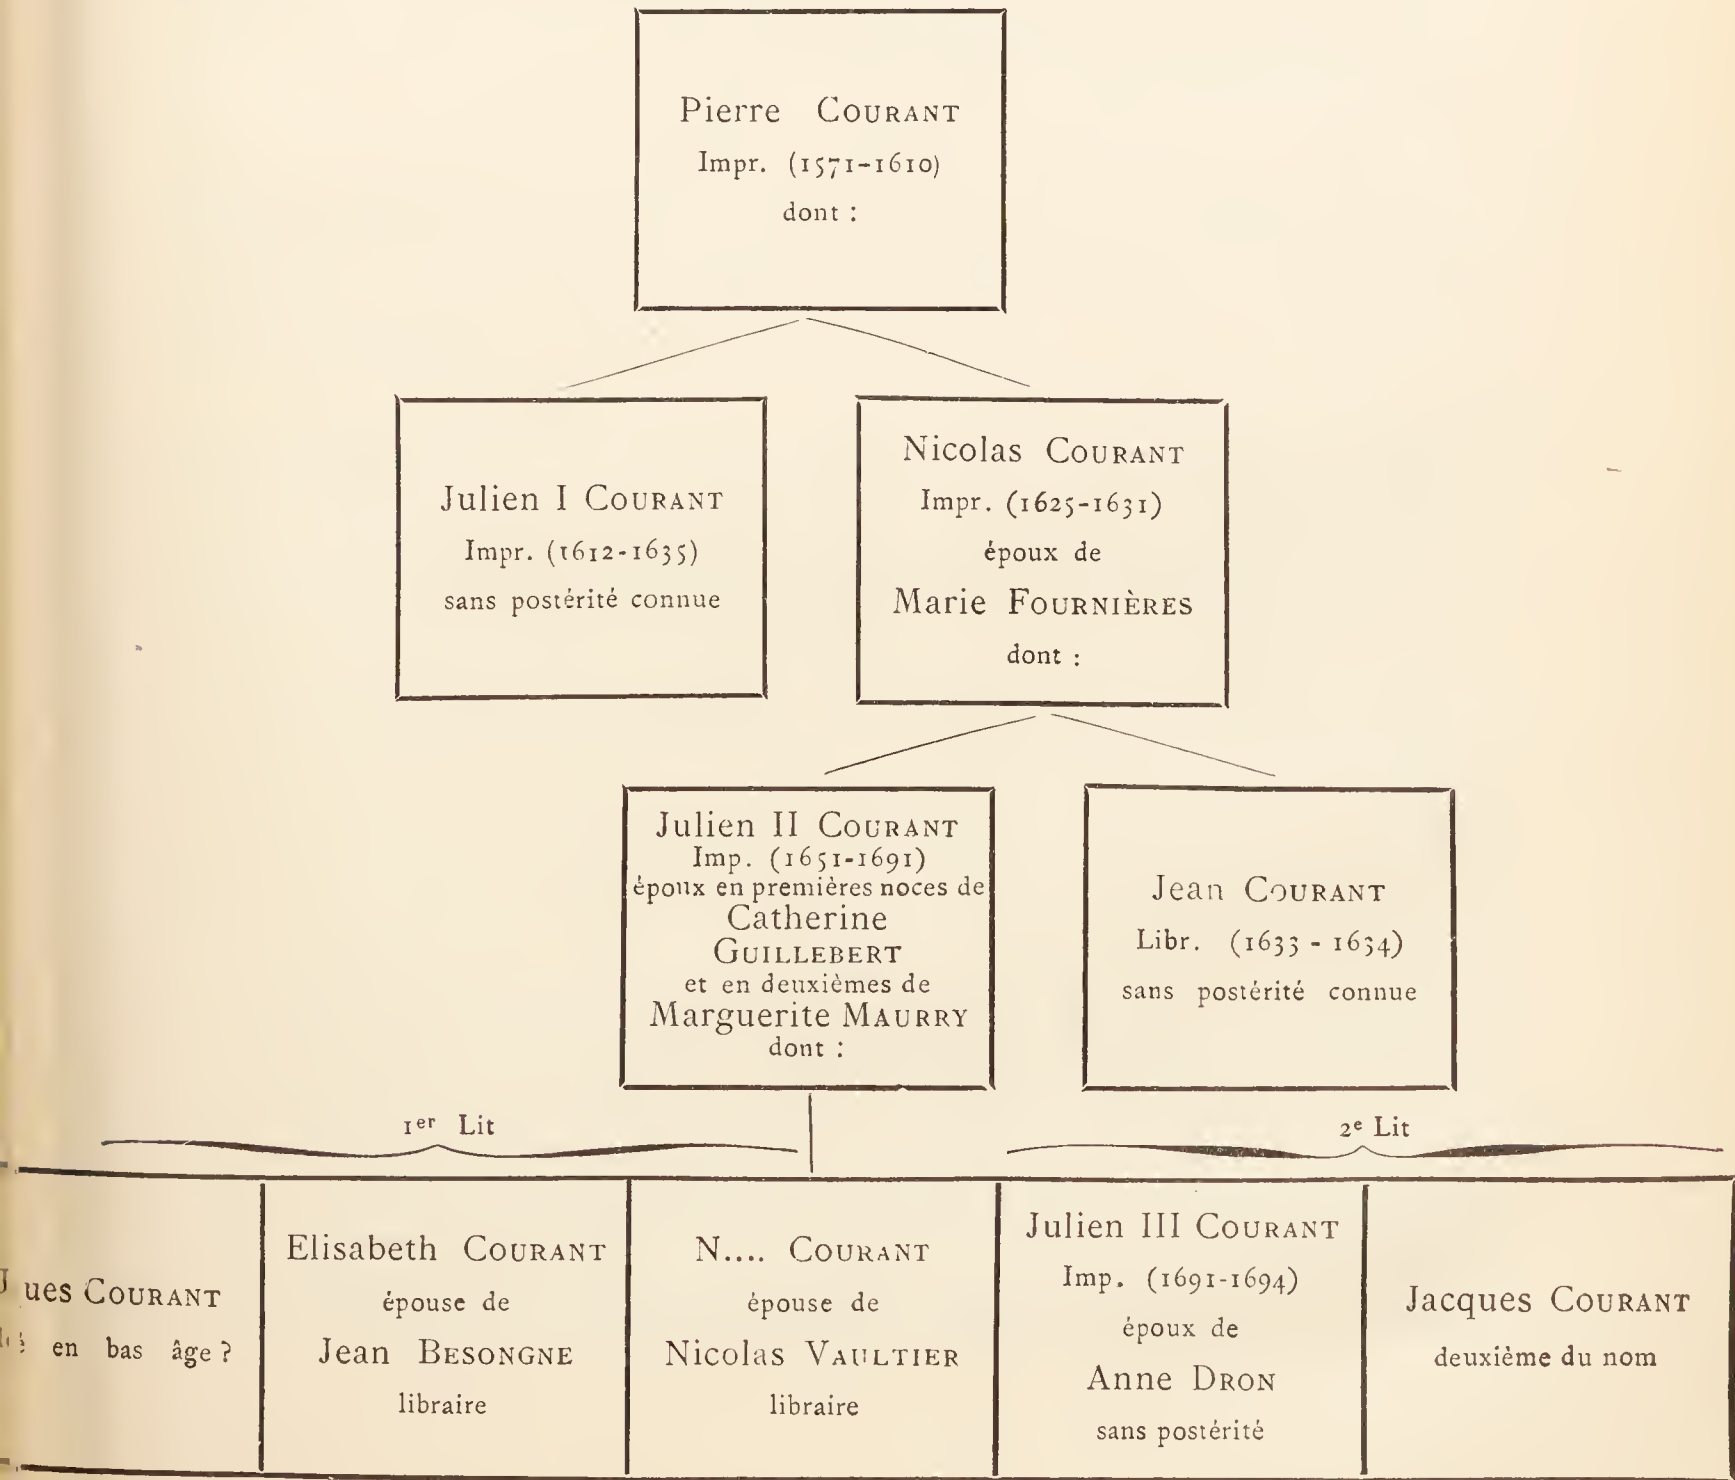 Pierre COURANT
Impr. (1571-1610)
dont :
Julien I COURANT
Impr. (1612-1635)
sans postérité connue
Nicolas COURANT
Impr. (1625-1631)
époux de
Marie FOURNIÈRES
dont :
Julien II COURANT
Imp. (1651-1691)
époux en premières noces de
Catherine
GUILLEBERT
et en deuxièmes de
Marguerite MAURRY
dont :
Jean COURANT
Libr. (1633 - 1634)
sans postérité connue
1er Lit
2e Lit
COURANT
en bas âge ?
Elisabeth COURANT
épouse de
Jean BESONGNE
libraire
N.... COURANT
épouse de
Nicolas VAULTIER
libraire
Julien III COURANT
Imp. (1691-1694)
époux de
Anne DRON
sans postérité
Jacques COURANT
deuxième du nom